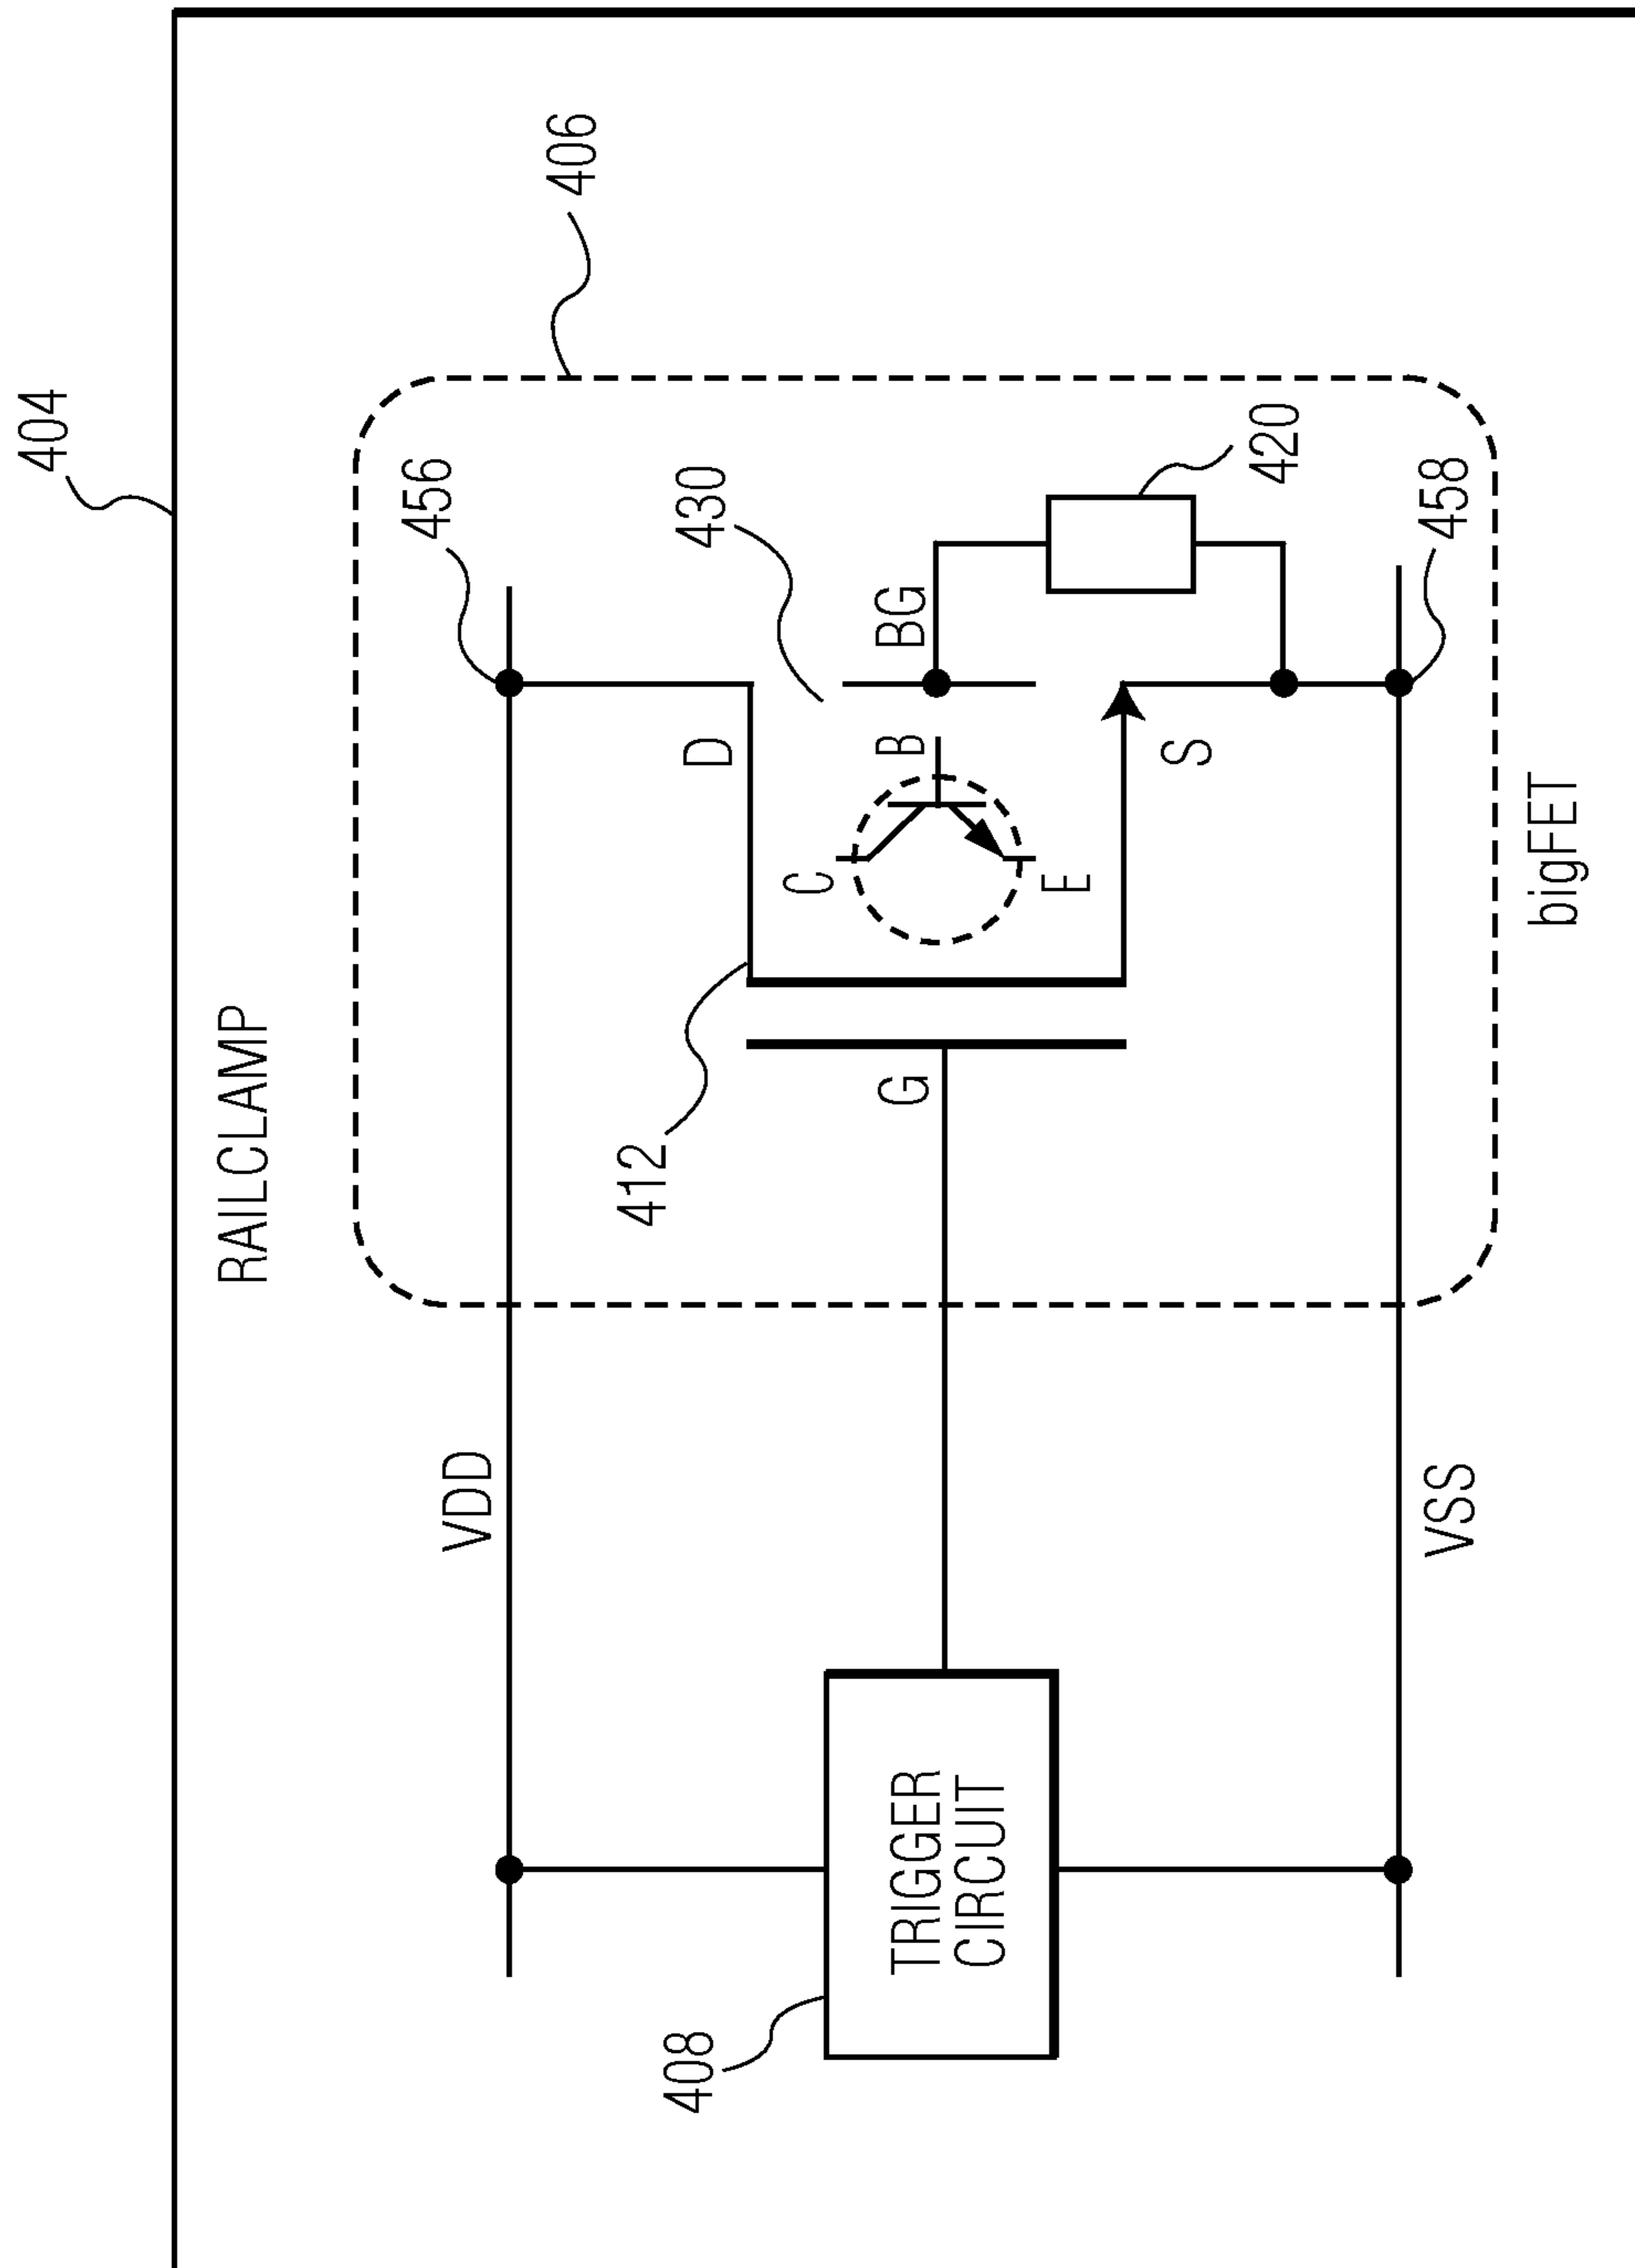 404
RAILCLAMP
406
VDD
456
412
D
430
C
B
BG
G
E
S
420
408
TRIGGER
CIRCUIT
VSS
458
bigFET